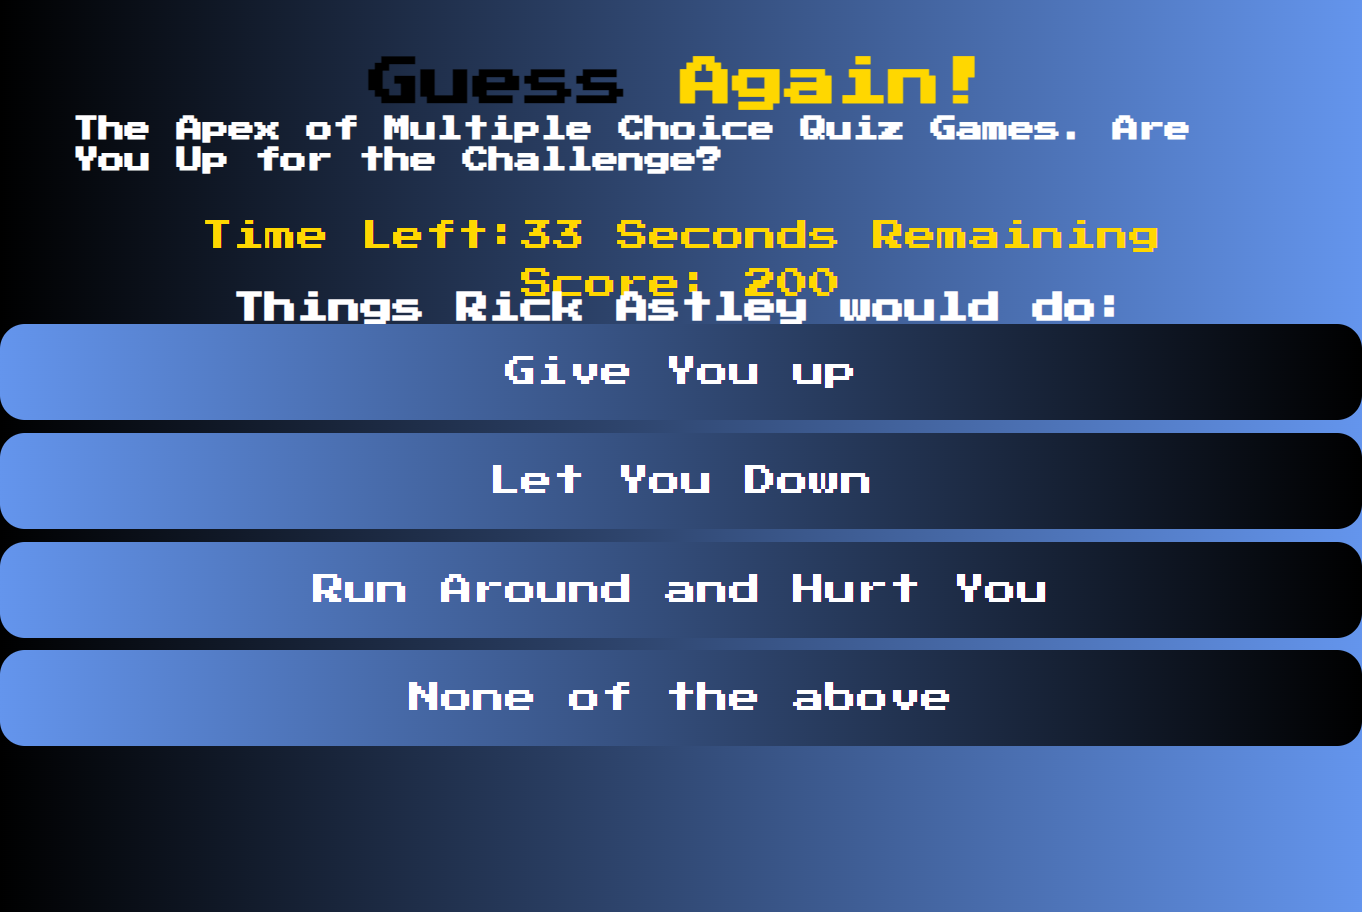 Guess Again!
The Apex of Multiple Choice Quiz Games. Are
You Up for the Challenge?
Time Left:33 Seconds Remaining
Score: 200
Things Rick Astley would do:
Give You up
Let You Down
Run Around and Hurt You
None of the above